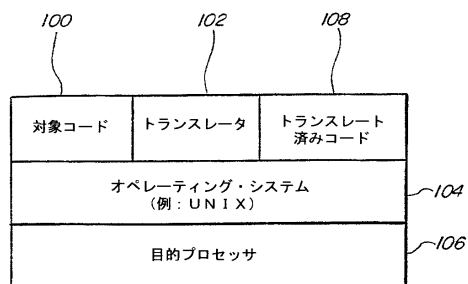 100
102
108
対象コード
トランスレータ
トランスレート
済みコード
オペレーティング・システム
(例:UNIX)
104
目的プロセッサ
106